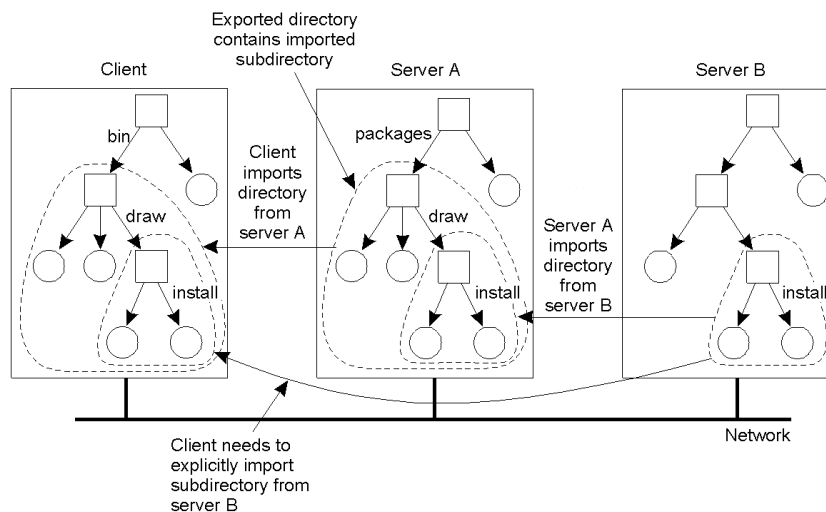 Exported directory
contains imported
subdirectory
Client
Server A
Server B
bin
packages
Client
imports
directory
from
server A
draw
draw
Server A
imports
directory
from
server B
install
install
install
Network
Client needs to
explicitly import
subdirectory from
server B